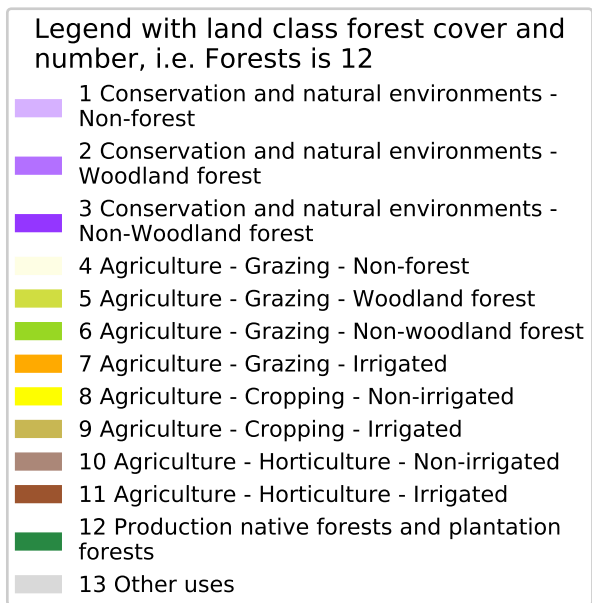 Legend with land class forest cover and
number, i.e. Forests is 12
1 Conservation and natural environments -
Non-forest
2 Conservation and natural environments -
Woodland forest
3 Conservation and natural environments -
Non-Woodland forest
4 Agriculture - Grazing - Non-forest
5 Agriculture - Grazing - Woodland forest
6 Agriculture - Grazing - Non-woodland forest
7 Agriculture - Grazing - Irrigated
8 Agriculture - Cropping - Non-irrigated
9 Agriculture - Cropping - Irrigated
10 Agriculture - Horticulture - Non-irrigated
11 Agriculture - Horticulture - Irrigated
12 Production native forests and plantation
forests
13 Other uses